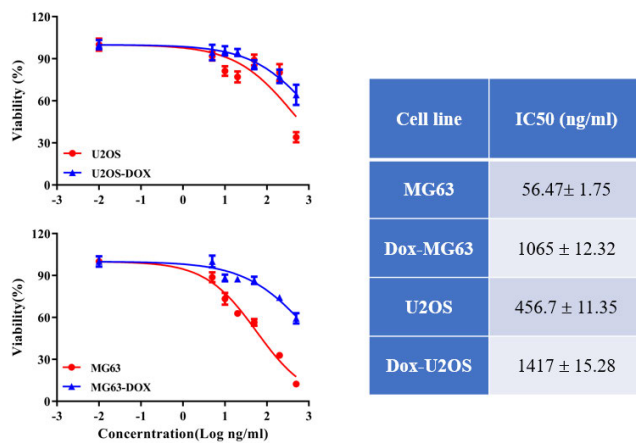 120
90
60
30
0
Viability (%)
U2OS
U2OS-DOX
-3 -2 -1 0 1 2 3
120
90
60
30
0
Viability(%)
MG63
MG63-DOX
-3 -2 -1 0 1 2 3
Concerntration(Log ng/ml)
Cell line IC50 (ng/ml)
MG63 56.47± 1.75
Dox-MG63 1065 ± 12.32
U2OS 456.7 ± 11.35
Dox-U2OS 1417 ± 15.28